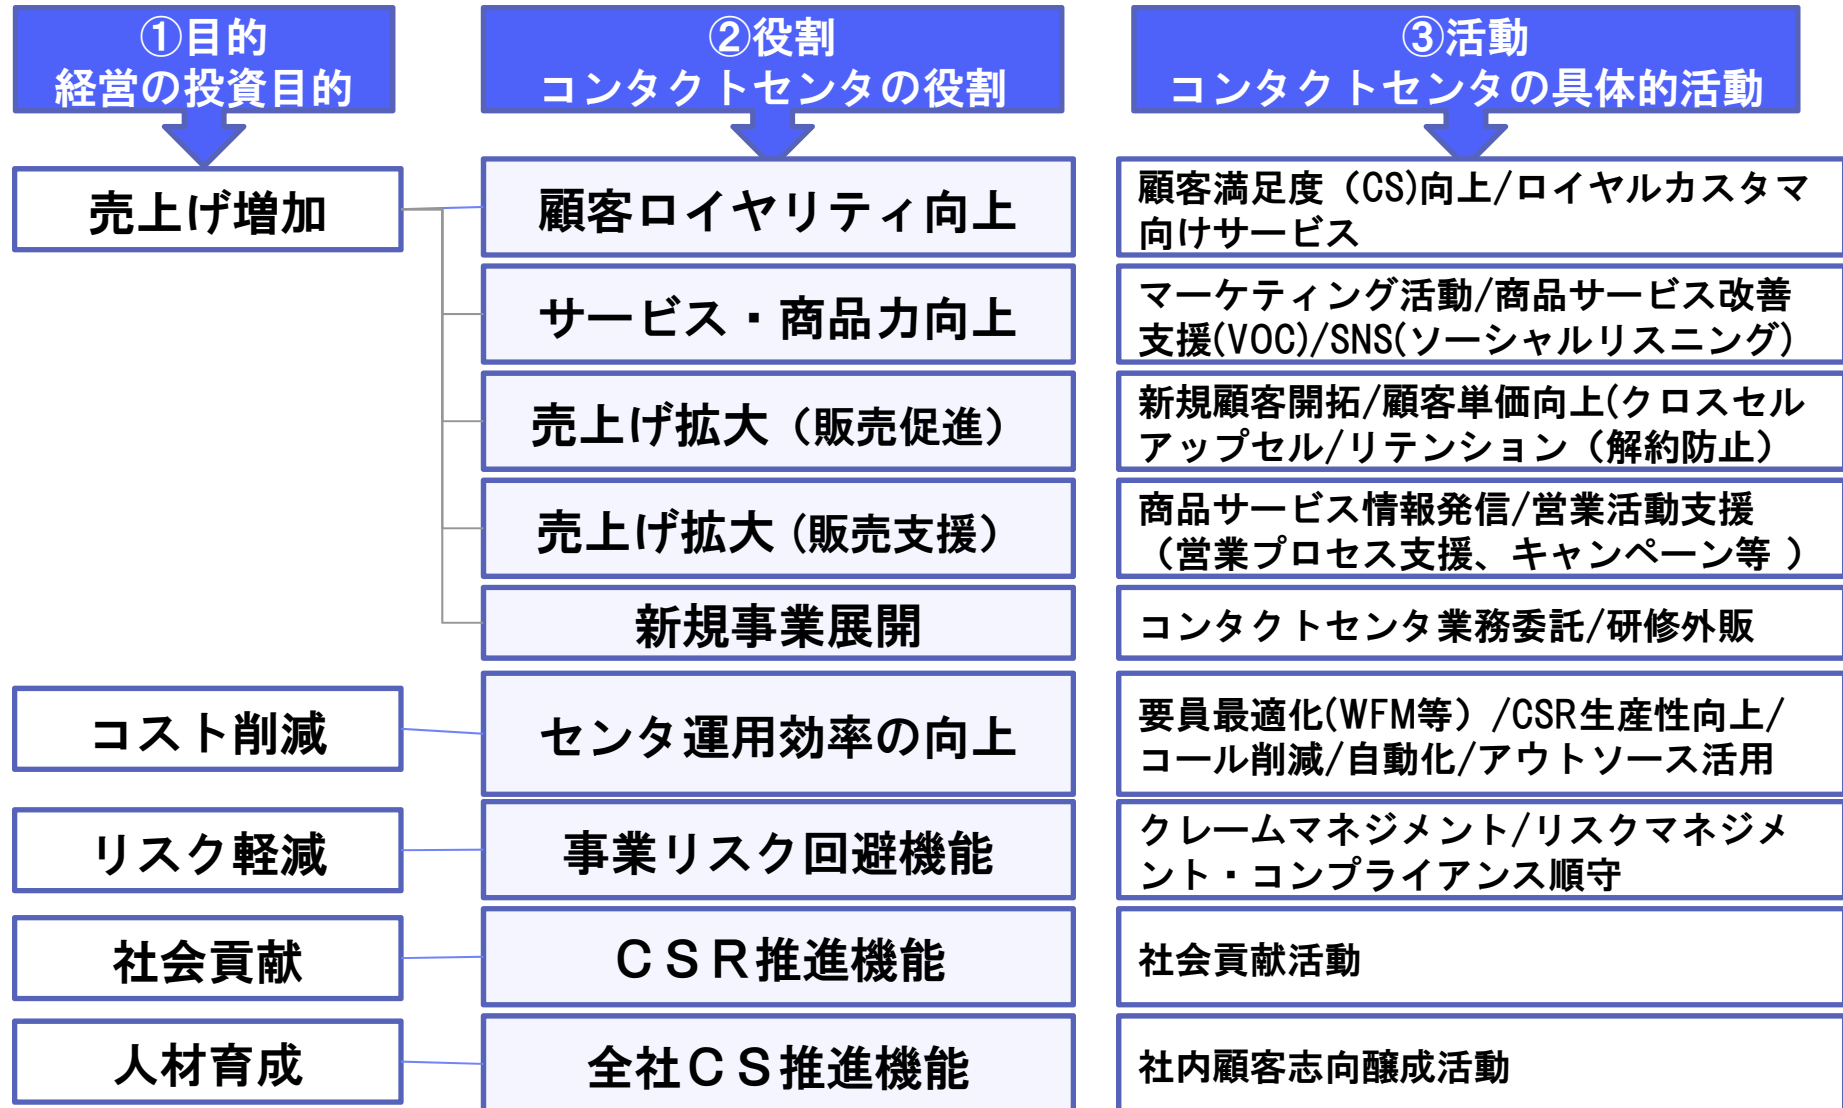 ①目的
経営の投資目的
②役割
コンタクトセンタの役割
③活動
コンタクトセンタの具体的活動
売上げ増加
顧客ロイヤリティ向上
顧客満足度（CS)向上/ロイヤルカスタマ
向けサービス
サービス・商品力向上
マーケティング活動/商品サービス改善
支援(VOC)/SNS(ソーシャルリスニング)
売上げ拡大（販売促進）
新規顧客開拓/顧客単価向上(クロスセル
アップセル/リテンション（解約防止）
売上げ拡大(販売支援）
商品サービス情報発信/営業活動支援
（営業プロセス支援、キャンペーン等 ）
新規事業展開
コンタクトセンタ業務委託/研修外販
コスト削減
センタ運用効率の向上
要員最適化(WFM等）/CSR生産性向上/
コール削減/自動化/アウトソース活用
リスク軽減
事業リスク回避機能
クレームマネジメント/リスクマネジメ
ント・コンプライアンス順守
社会貢献
ＣＳＲ推進機能
社会貢献活動
人材育成
全社ＣＳ推進機能
社内顧客志向醸成活動